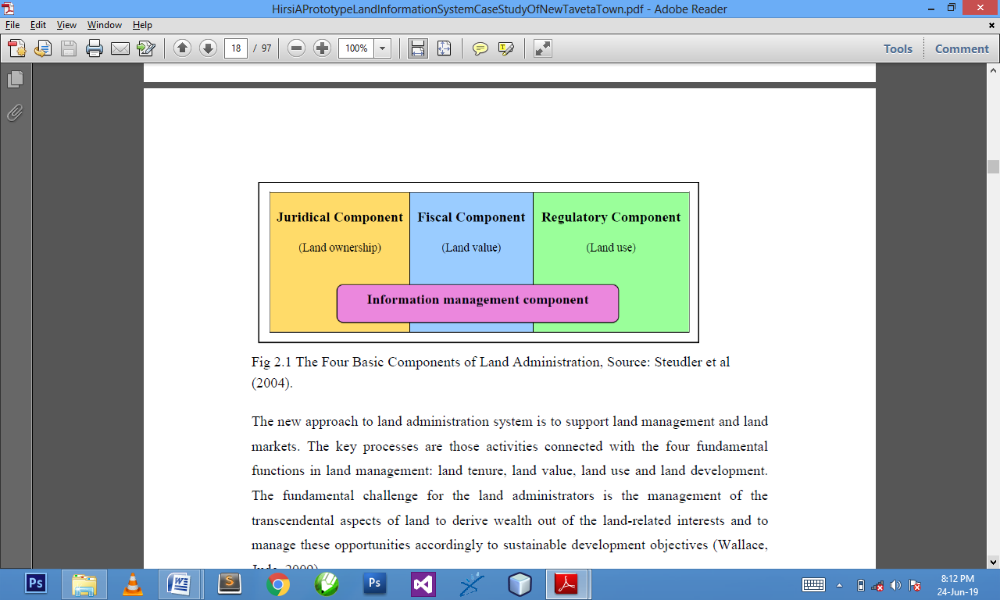 HirsiAPrototypeLandInformationSystemCaseStudyOfNewTavetaTown.pdf - Adobe Reader
File Edit View Window Help
18 / 97 100% Tools Comment
Juridical Component Fiscal Component Regulatory Component
(Land ownership) (Land value) (Land use)
Information management component
Fig 2.1 The Four Basic Components of Land Administration, Source: Steudler et al
(2004).
The new approach to land administration system is to support land management and land
markets. The key processes are those activities connected with the four fundamental
functions in land management: land tenure, land value, land use and land development.
The fundamental challenge for the land administrators is the management of the
transcendental aspects of land to derive wealth out of the land-related interests and to
manage these opportunities accordingly to sustainable development objectives (Wallace,
Ps W S Ps
8:12 PM
24-Jun-19